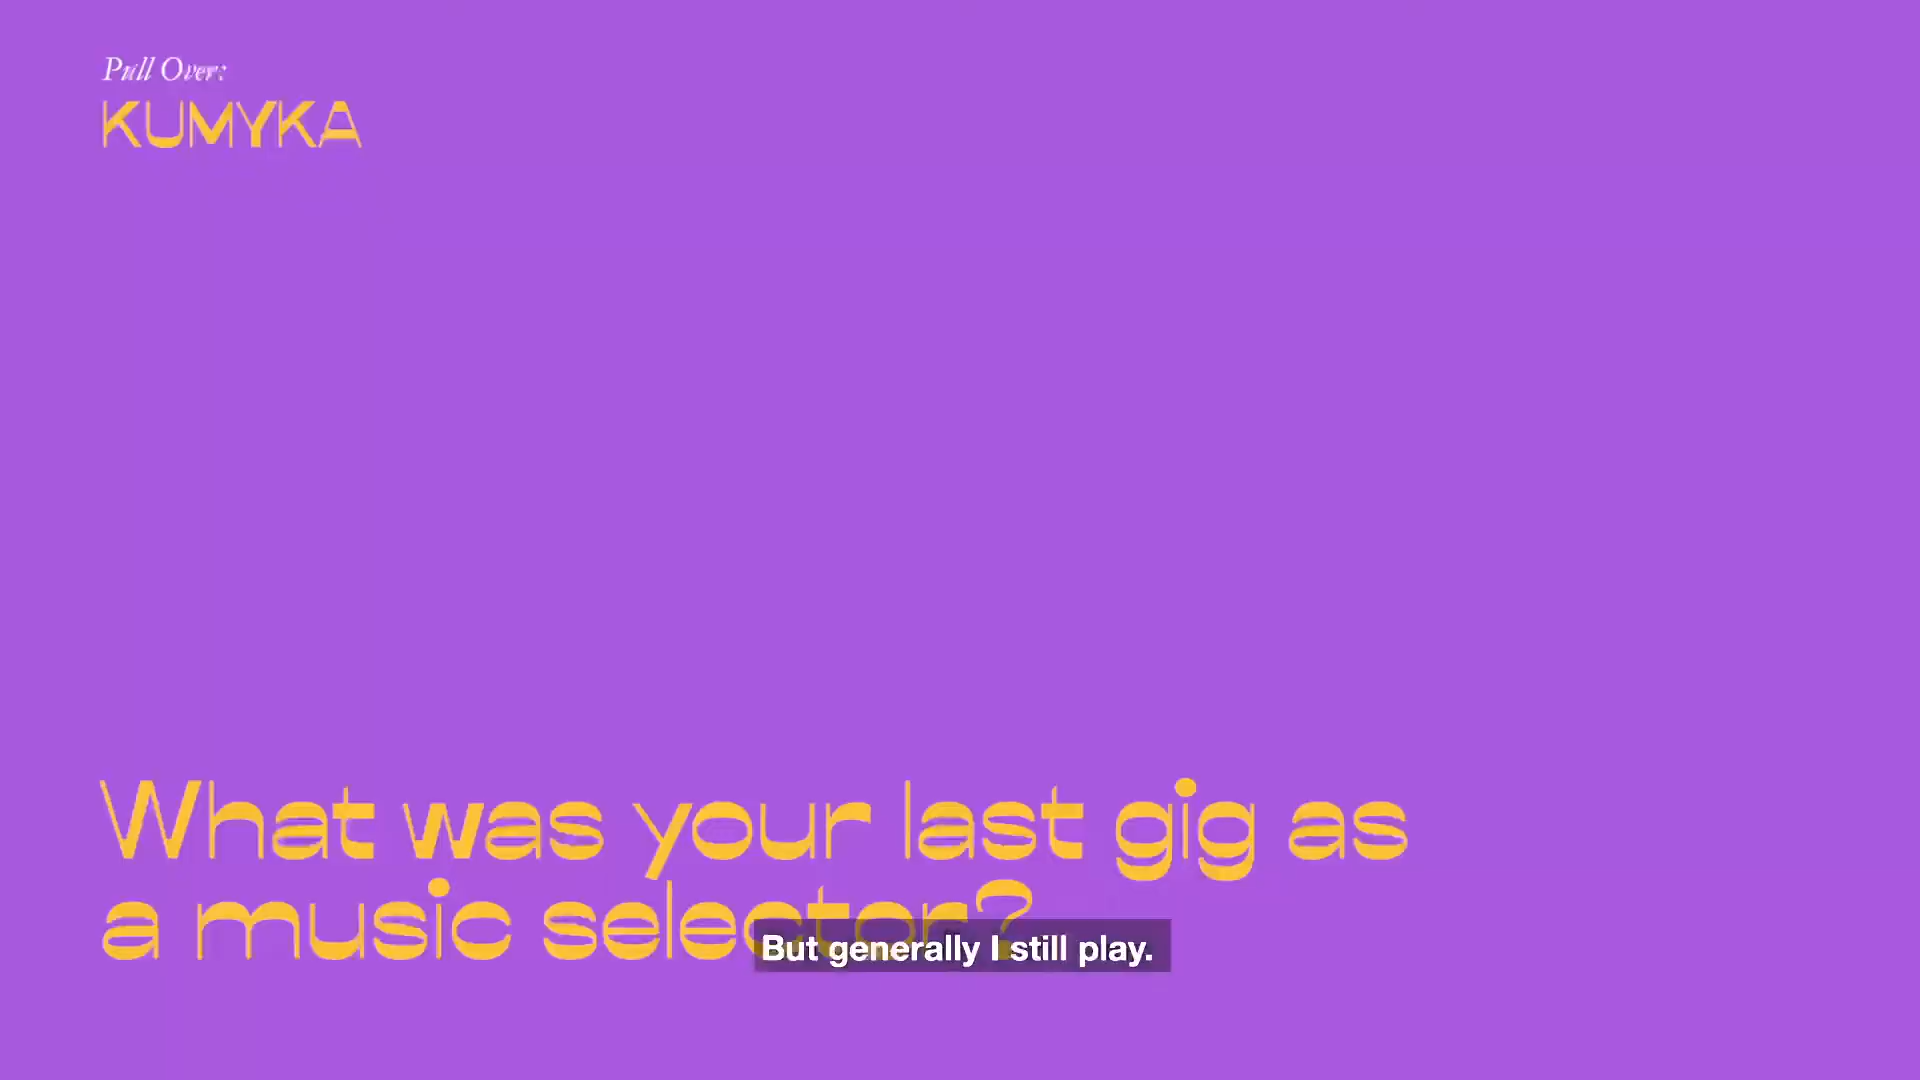 Pull Over:
KUMYKA
What was your last gig as
a music selector?
But generally I still play.